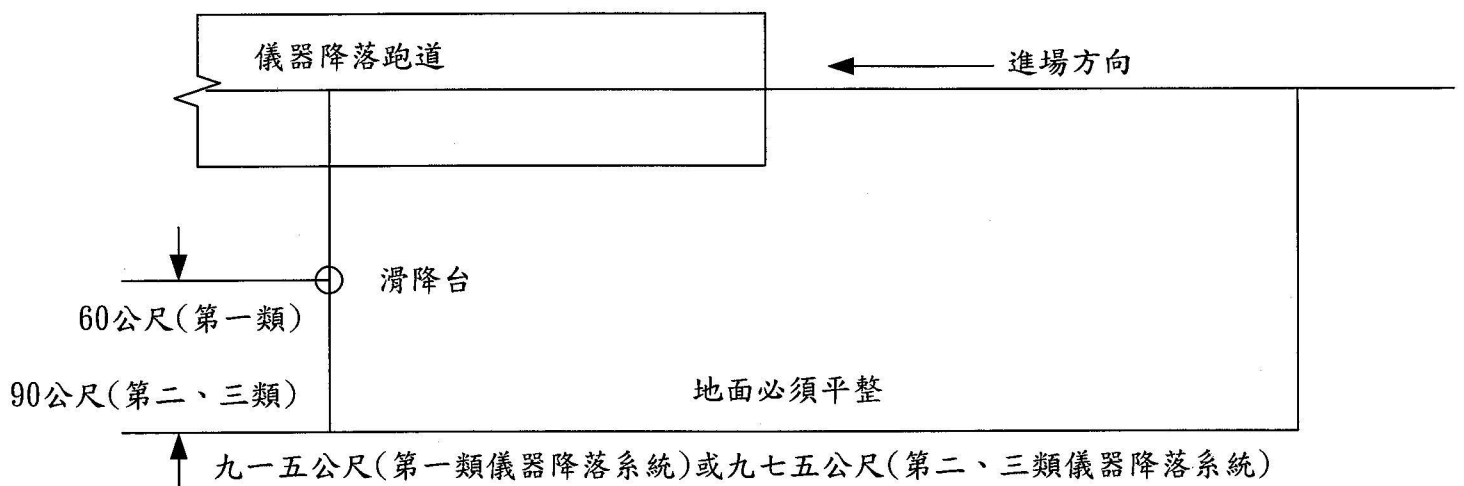 儀器降落跑道
進場方向
滑降台
60公尺(第一類)
90公尺(第二、三類)
地面必須平整
九一五公尺(第一類儀器降落系統)或九七五公尺(第二、三類儀器降落系統)